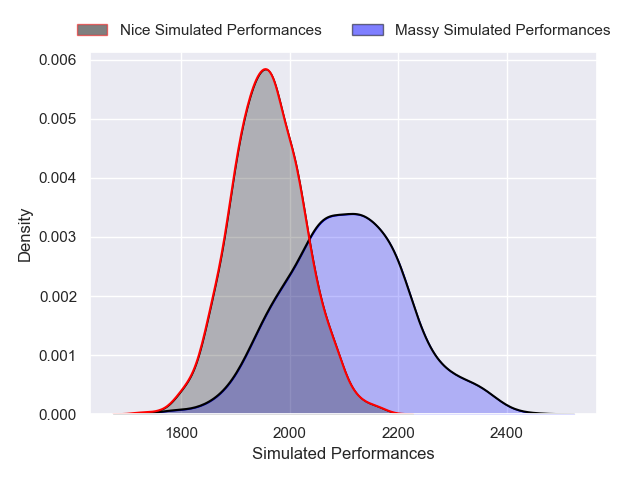 Nice Simulated Performances
Massy Simulated Performances
0.006
0.005
0.004
0.003
0.002
0.001
0.000
Density
1800
2000
2200
2400
Simulated Performances